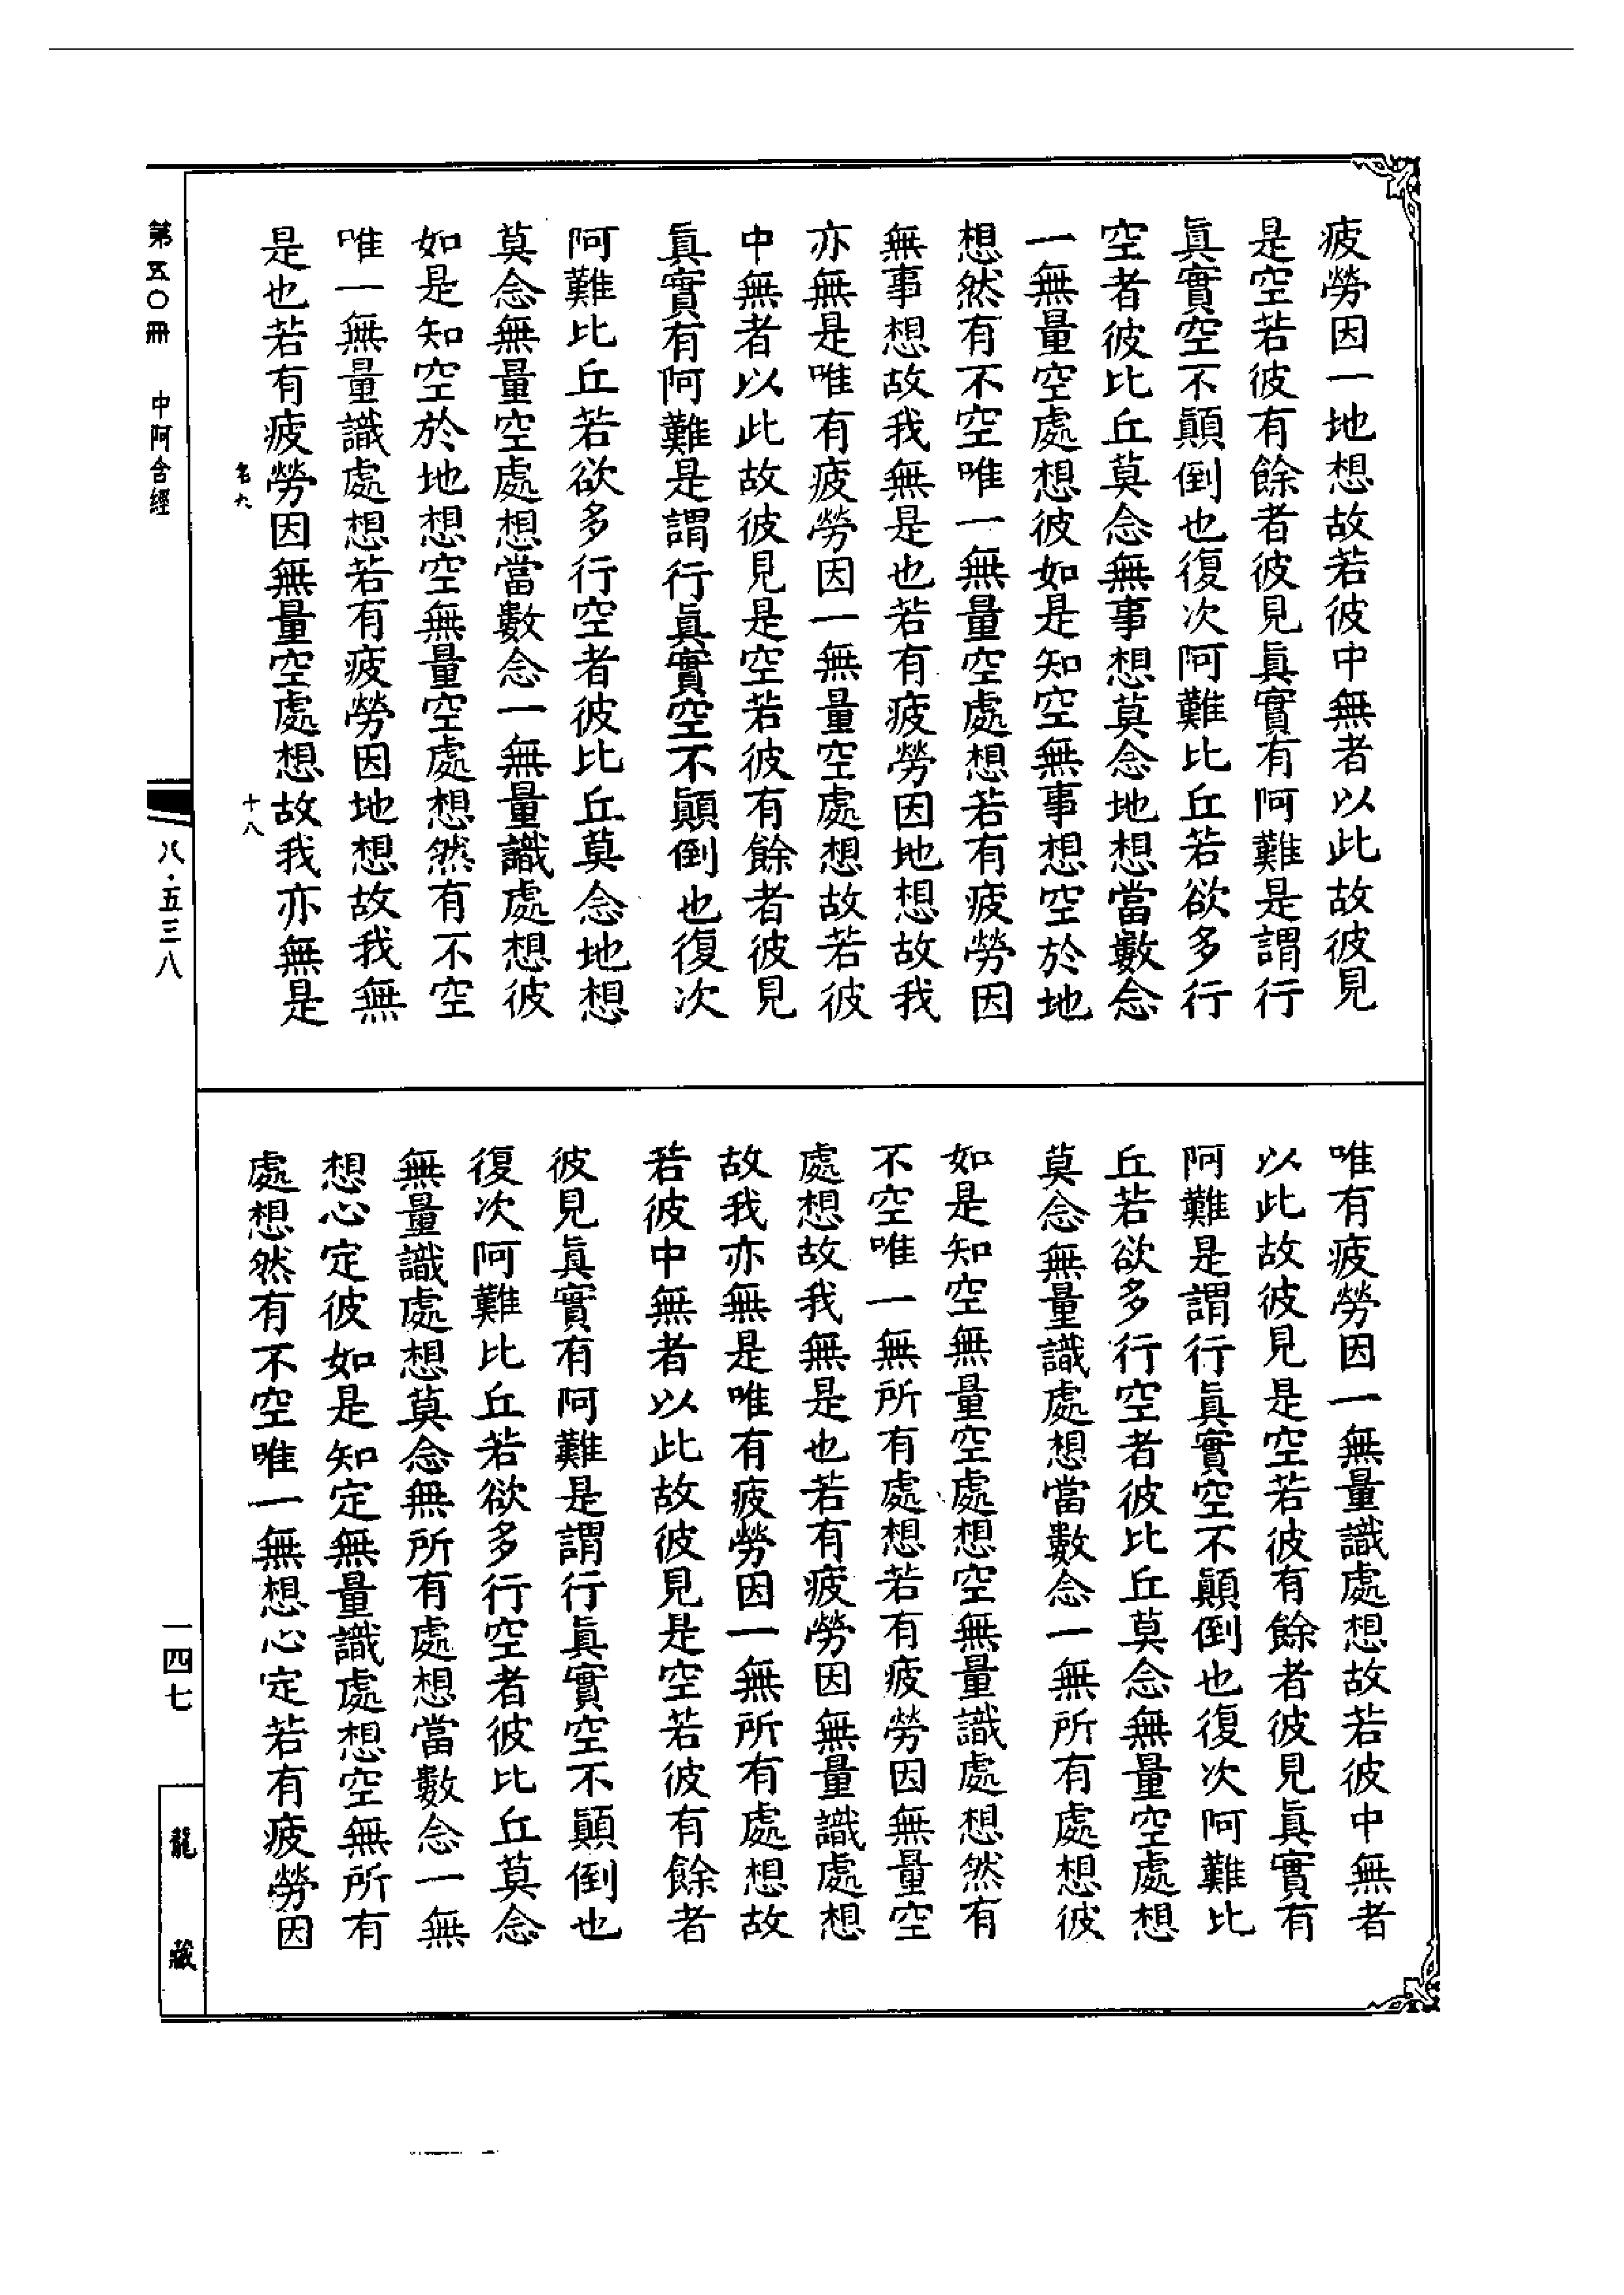 疲勞因一地想故若彼中無者以此故彼見
是空若彼有餘者彼見眞實有阿難是謂行
眞實空不顚倒也復次阿難比丘若欲多行
空者彼比丘莫念無事想莫念地想當數念
一無量空處想彼如是知空無事想空於地
想然有不空唯一無量空處想若有疲勞因
無事想故我無是也若有疲勞因地想故我
亦無是唯有疲勞因一無量空處想故若彼
中無者以此故彼見是空若彼有餘者彼見
眞實有阿難是謂行眞實空不顚倒也復次
阿難比丘若欲多行空者彼比丘莫念地想
莫念無量空處想當數念一無量識處想彼
如是知空於地想空無量空處想然有不空
唯一無量識處想若有疲勞因地想故我無
是也若有疲勞因無量空處想故我亦無是
名九
十八
唯有疲勞因一無量識處想故若彼中無者
以此故彼見是空若彼有餘者彼見眞實有
阿難是謂行眞實空不顚倒也復次阿難比
丘若欲多行空者彼比丘莫念無量空處想
莫念無量識處想當數念一無所有處想彼
如是知空無量空處想空無量識處想然有
不空唯一無所有處想若有疲勞因無量空
處想故我無是也若有疲勞因無量識處想
故我亦無是唯有疲勞因一無所有處想故
若彼中無者以此故彼見是空若彼有餘者
彼見眞實有阿難是謂行眞實空不顚倒也
復次阿難比丘若欲多行空者彼比丘莫念
無量識處想莫念無所有處想當數念一無
想心定彼如是知定無量識處想空無所有
處想然有不空唯一無想心定若有疲勞因
第五〇冊 中阿含經
八·五三八
一四七
龍藏